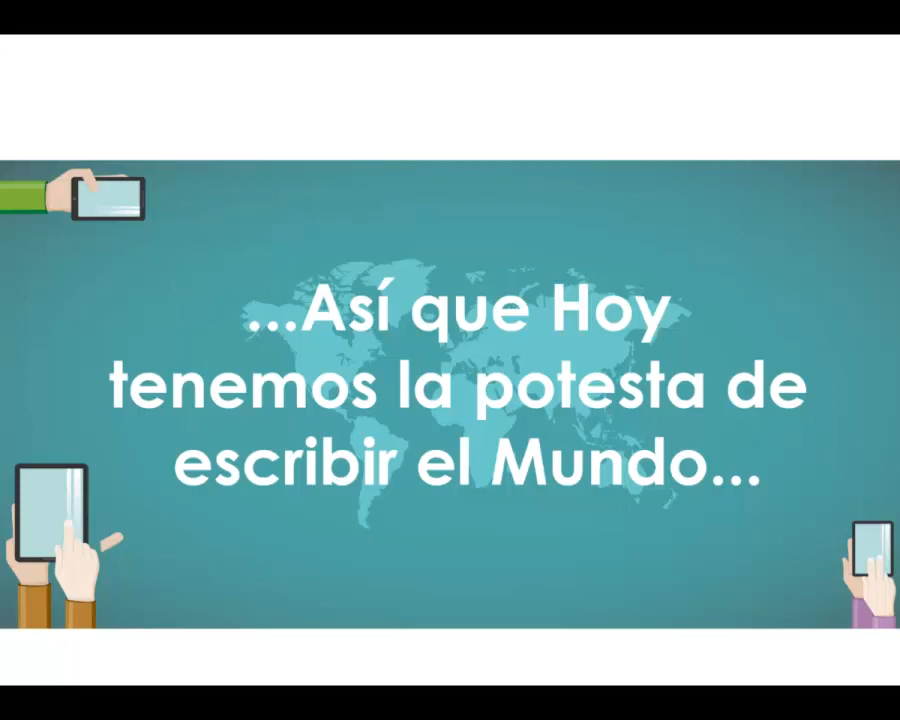 ...Así que Hoy
tenemos la potesta de
escribir el Mundo...